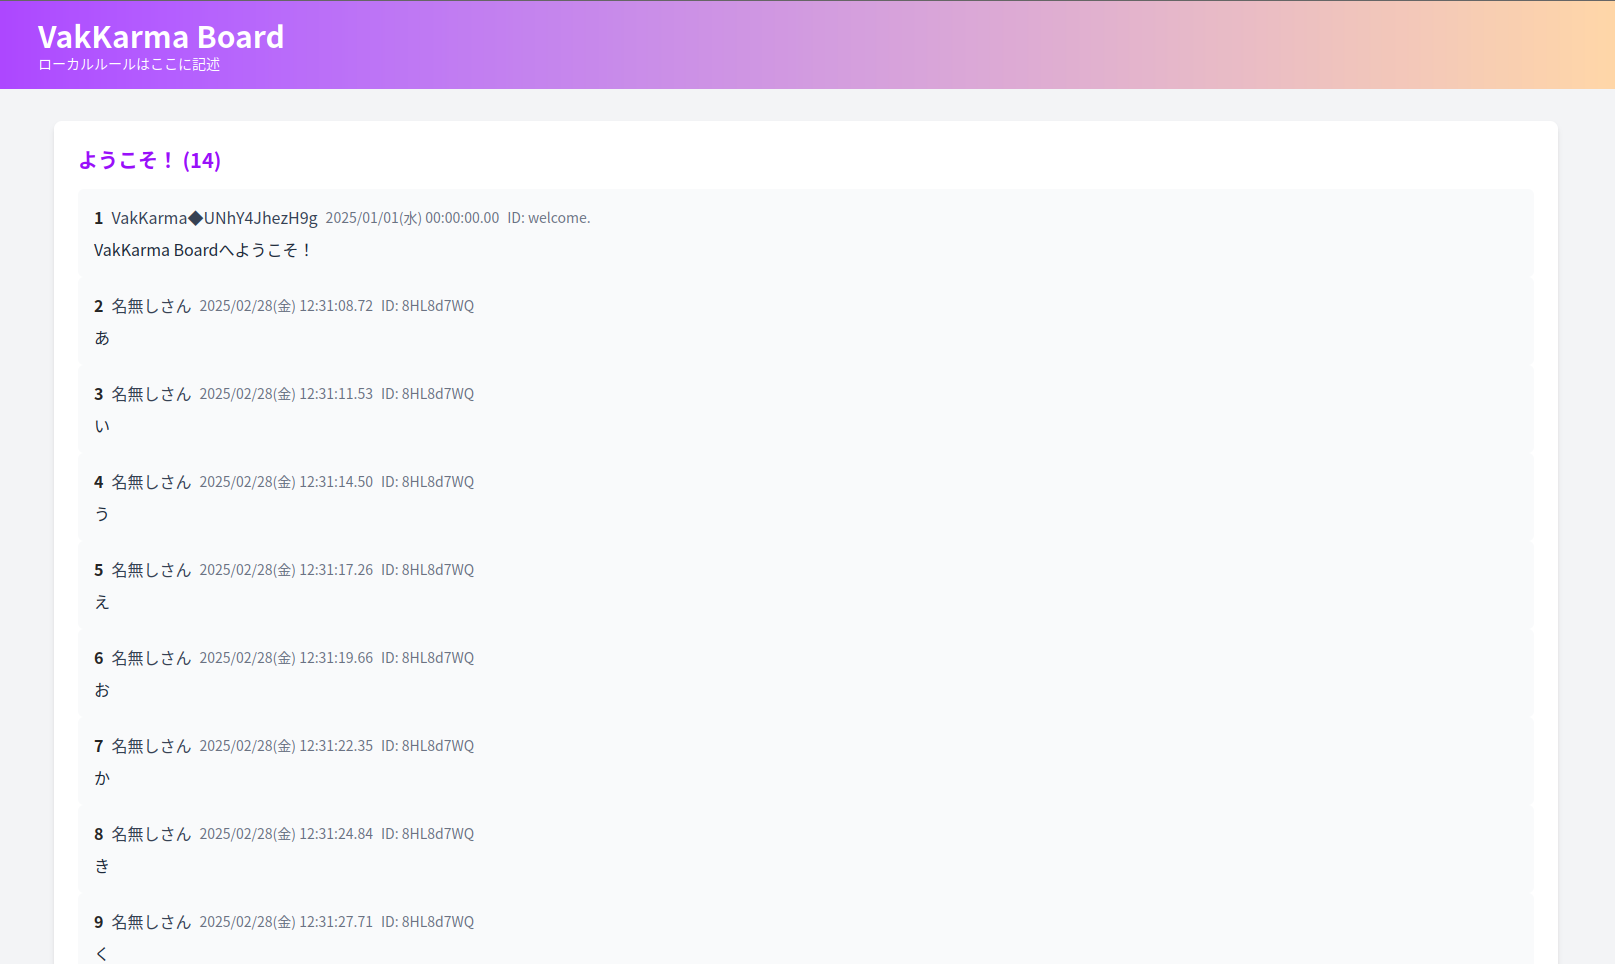 VakKarma Board
ローカルルールはここに記述
ようこそ！ (14)
1 VakKarma◆UNhY4JhezH9g 2025/01/01(水) 00:00:00.00 ID: welcome.
VakKarma Boardへようこそ！
2 名無しさん 2025/02/28(金) 12:31:08.72 ID: 8HL8d7WQ
あ
3 名無しさん 2025/02/28(金) 12:31:11.53 ID: 8HL8d7WQ
い
4 名無しさん 2025/02/28(金) 12:31:14.50 ID: 8HL8d7WQ
う
5 名無しさん 2025/02/28(金) 12:31:17.26 ID: 8HL8d7WQ
え
6 名無しさん 2025/02/28(金) 12:31:19.66 ID: 8HL8d7WQ
お
7 名無しさん 2025/02/28(金) 12:31:22.35 ID: 8HL8d7WQ
か
8 名無しさん 2025/02/28(金) 12:31:24.84 ID: 8HL8d7WQ
き
9 名無しさん 2025/02/28(金) 12:31:27.71 ID: 8HL8d7WQ
く